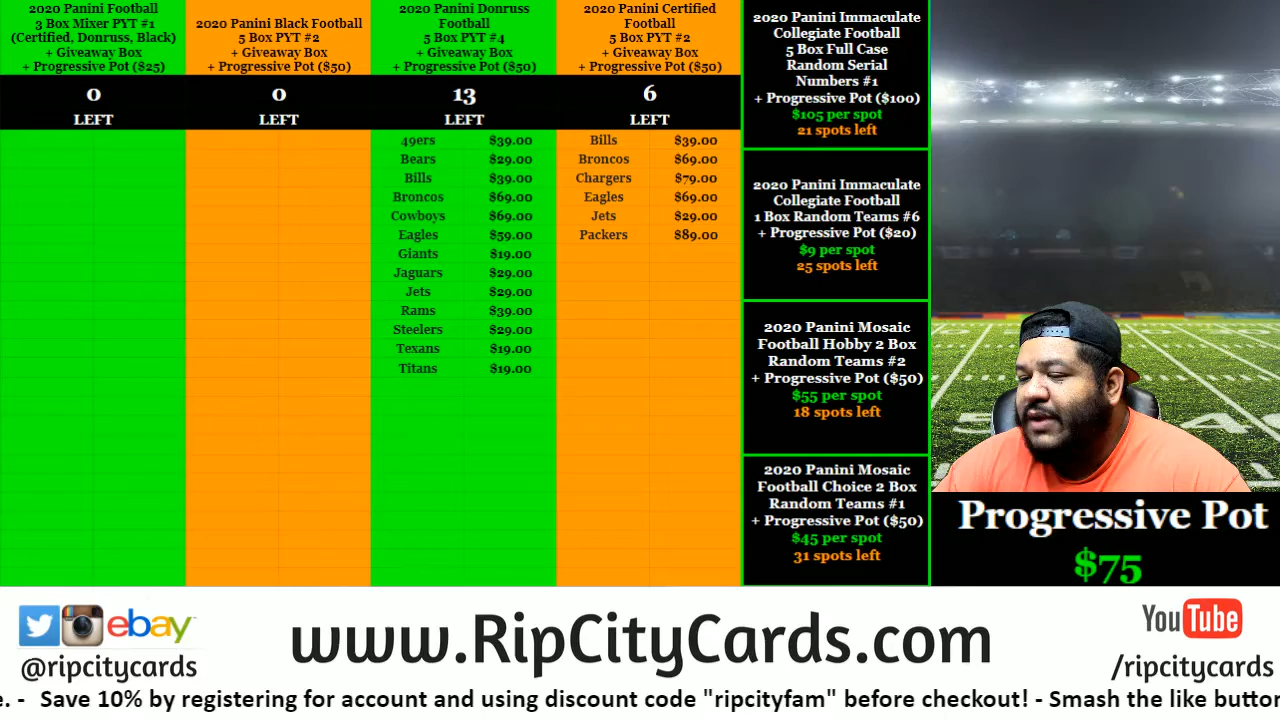 2020 Panini Football
3 Box Mixer PYT #1
(Certified, Donruss, Black)
+ Giveaway Box
+ Progressive Pot ($25)
0
LEFT
2020 Panini Black Football
5 Box PYT #2
+ Giveaway Box
+ Progressive Pot ($50)
0
LEFT
2020 Panini Donruss
Football
5 Box PYT #4
+ Giveaway Box
+ Progressive Pot ($50)
13
LEFT
49ers $39.00
Bears $29.00
Bills $39.00
Broncos $69.00
Cowboys $69.00
Eagles $59.00
Giants $19.00
Jaguars $29.00
Jets $29.00
Rams $39.00
Steelers $29.00
Texans $19.00
Titans $19.00
2020 Panini Certified
Football
5 Box PYT #2
+ Giveaway Box
+ Progressive Pot ($50)
6
LEFT
Bills $39.00
Broncos $69.00
Chargers $79.00
Eagles $69.00
Jets $29.00
Packers $89.00
2020 Panini Immaculate
Collegiate Football
5 Box Full Case
Random Serial
Numbers #1
+ Progressive Pot ($100)
$105 per spot
21 spots left
2020 Panini Immaculate
Collegiate Football
1 Box Random Teams #6
+ Progressive Pot ($20)
$9 per spot
25 spots left
2020 Panini Mosaic
Football Hobby 2 Box
Random Teams #2
+ Progressive Pot ($50)
$55 per spot
18 spots left
2020 Panini Mosaic
Football Choice 2 Box
Random Teams #1
+ Progressive Pot ($50)
$45 per spot
31 spots left
Progressive Pot
$75
ebay
@ripcitycards
www.RipCityCards.com
YouTube
/ripcitycards
e. - Save 10% by registering for account and using discount code "ripcityfam" before checkout! - Smash the like button